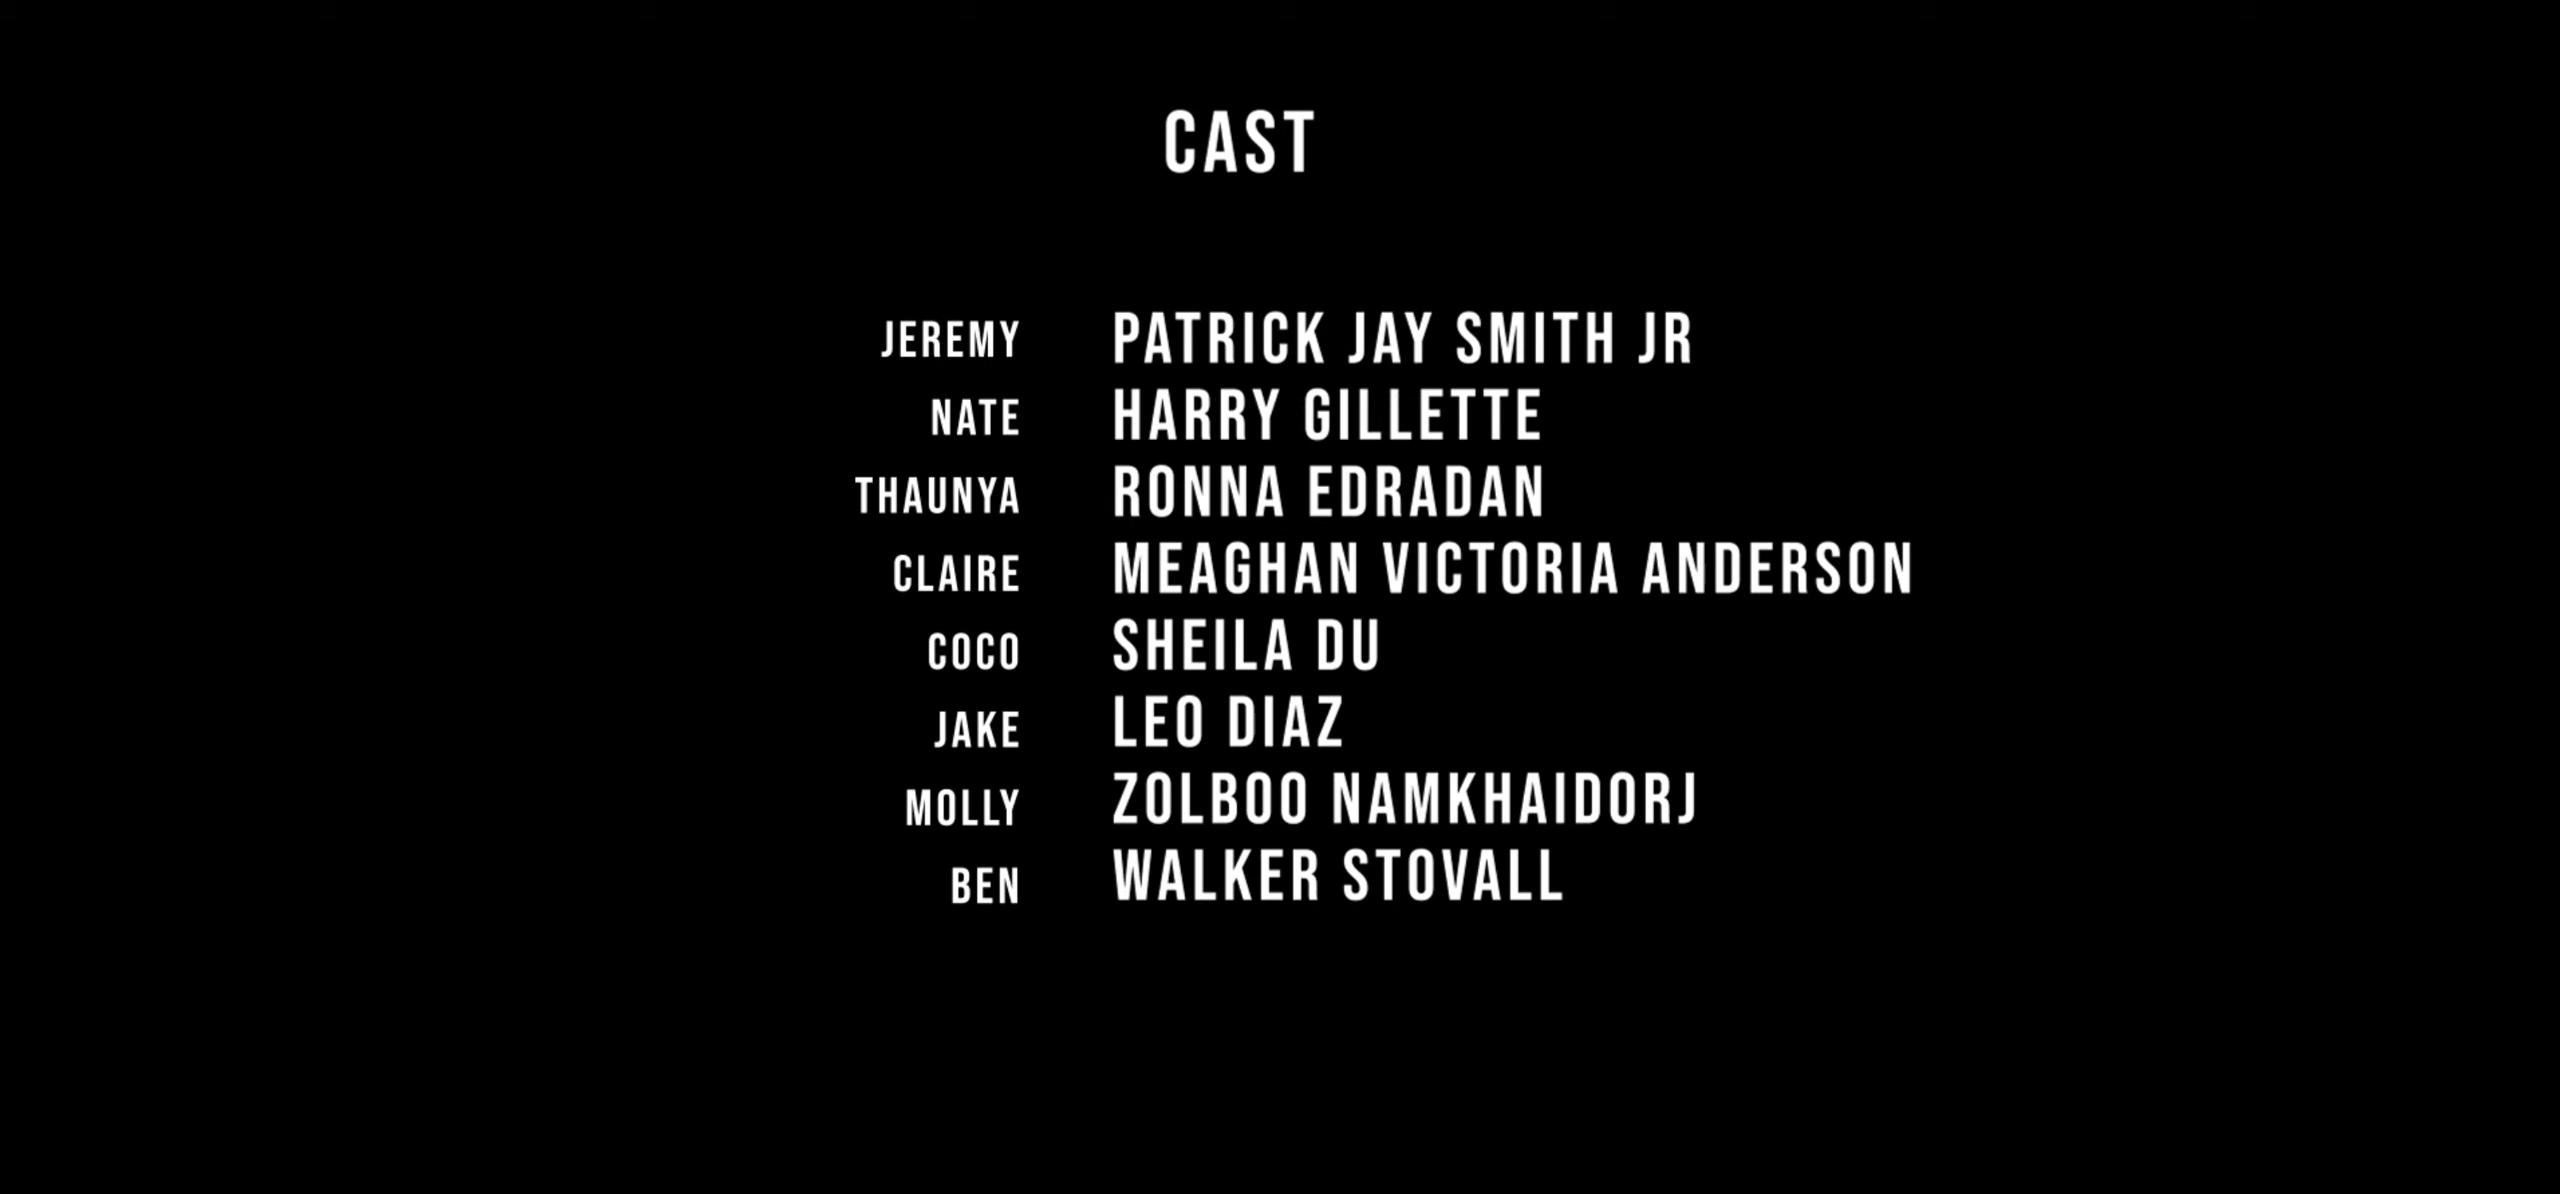 CAST
JEREMY PATRICK JAY SMITH JR
NATE HARRY GILLETTE
THAUNYA RONNA EDRADAN
CLAIRE MEAGHAN VICTORIA ANDERSON
COCO SHEILA DU
JAKE LEO DIAZ
MOLLY ZOLBOO NAMKHAIDORJ
BEN WALKER STOVALL